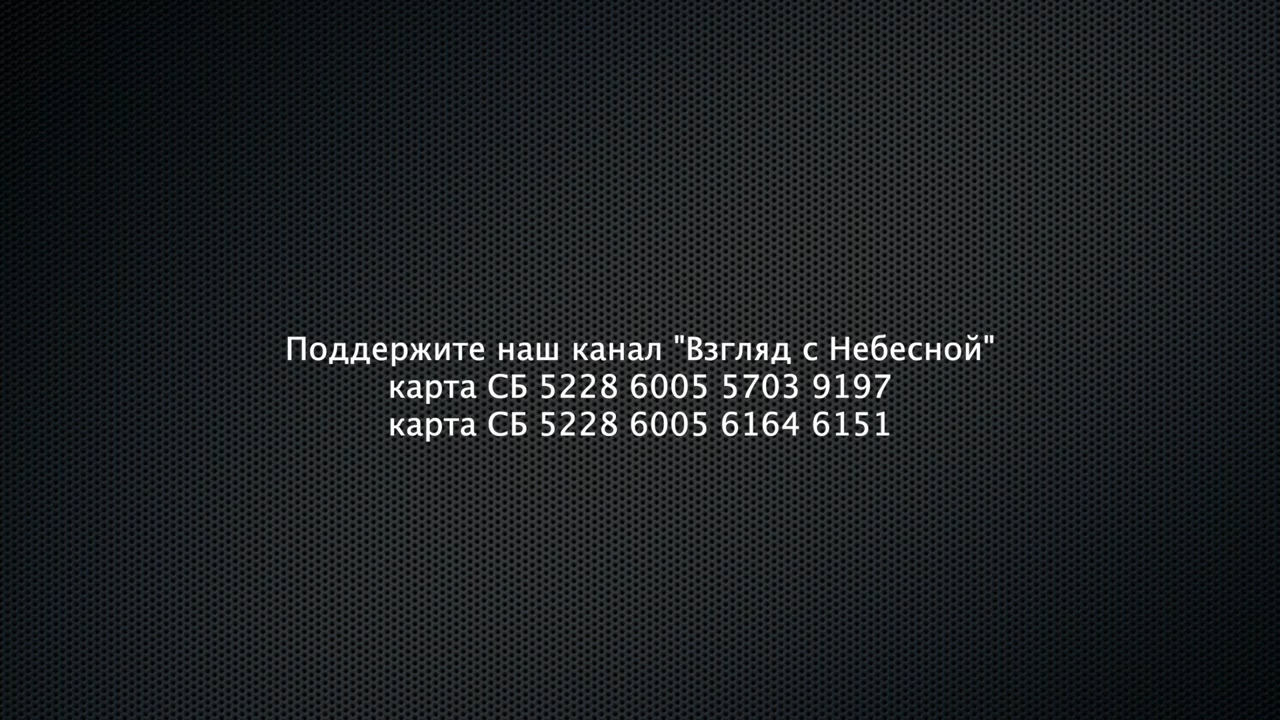 Поддержите наш канал "Взгляд с Небесной"
карта СБ 5228 6005 5703 9197
карта СБ 5228 6005 6164 6151